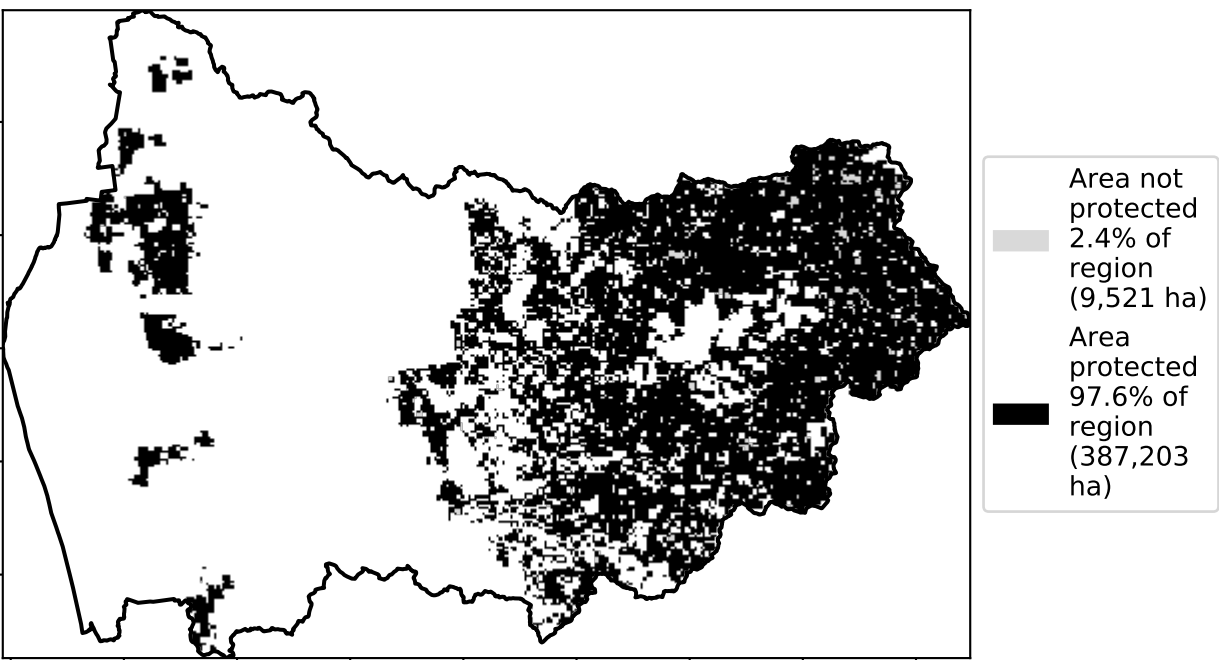 Area not
protected
2.4% of
region
(9,521 ha)
Area
protected
97.6% of
region
(387,203
ha)